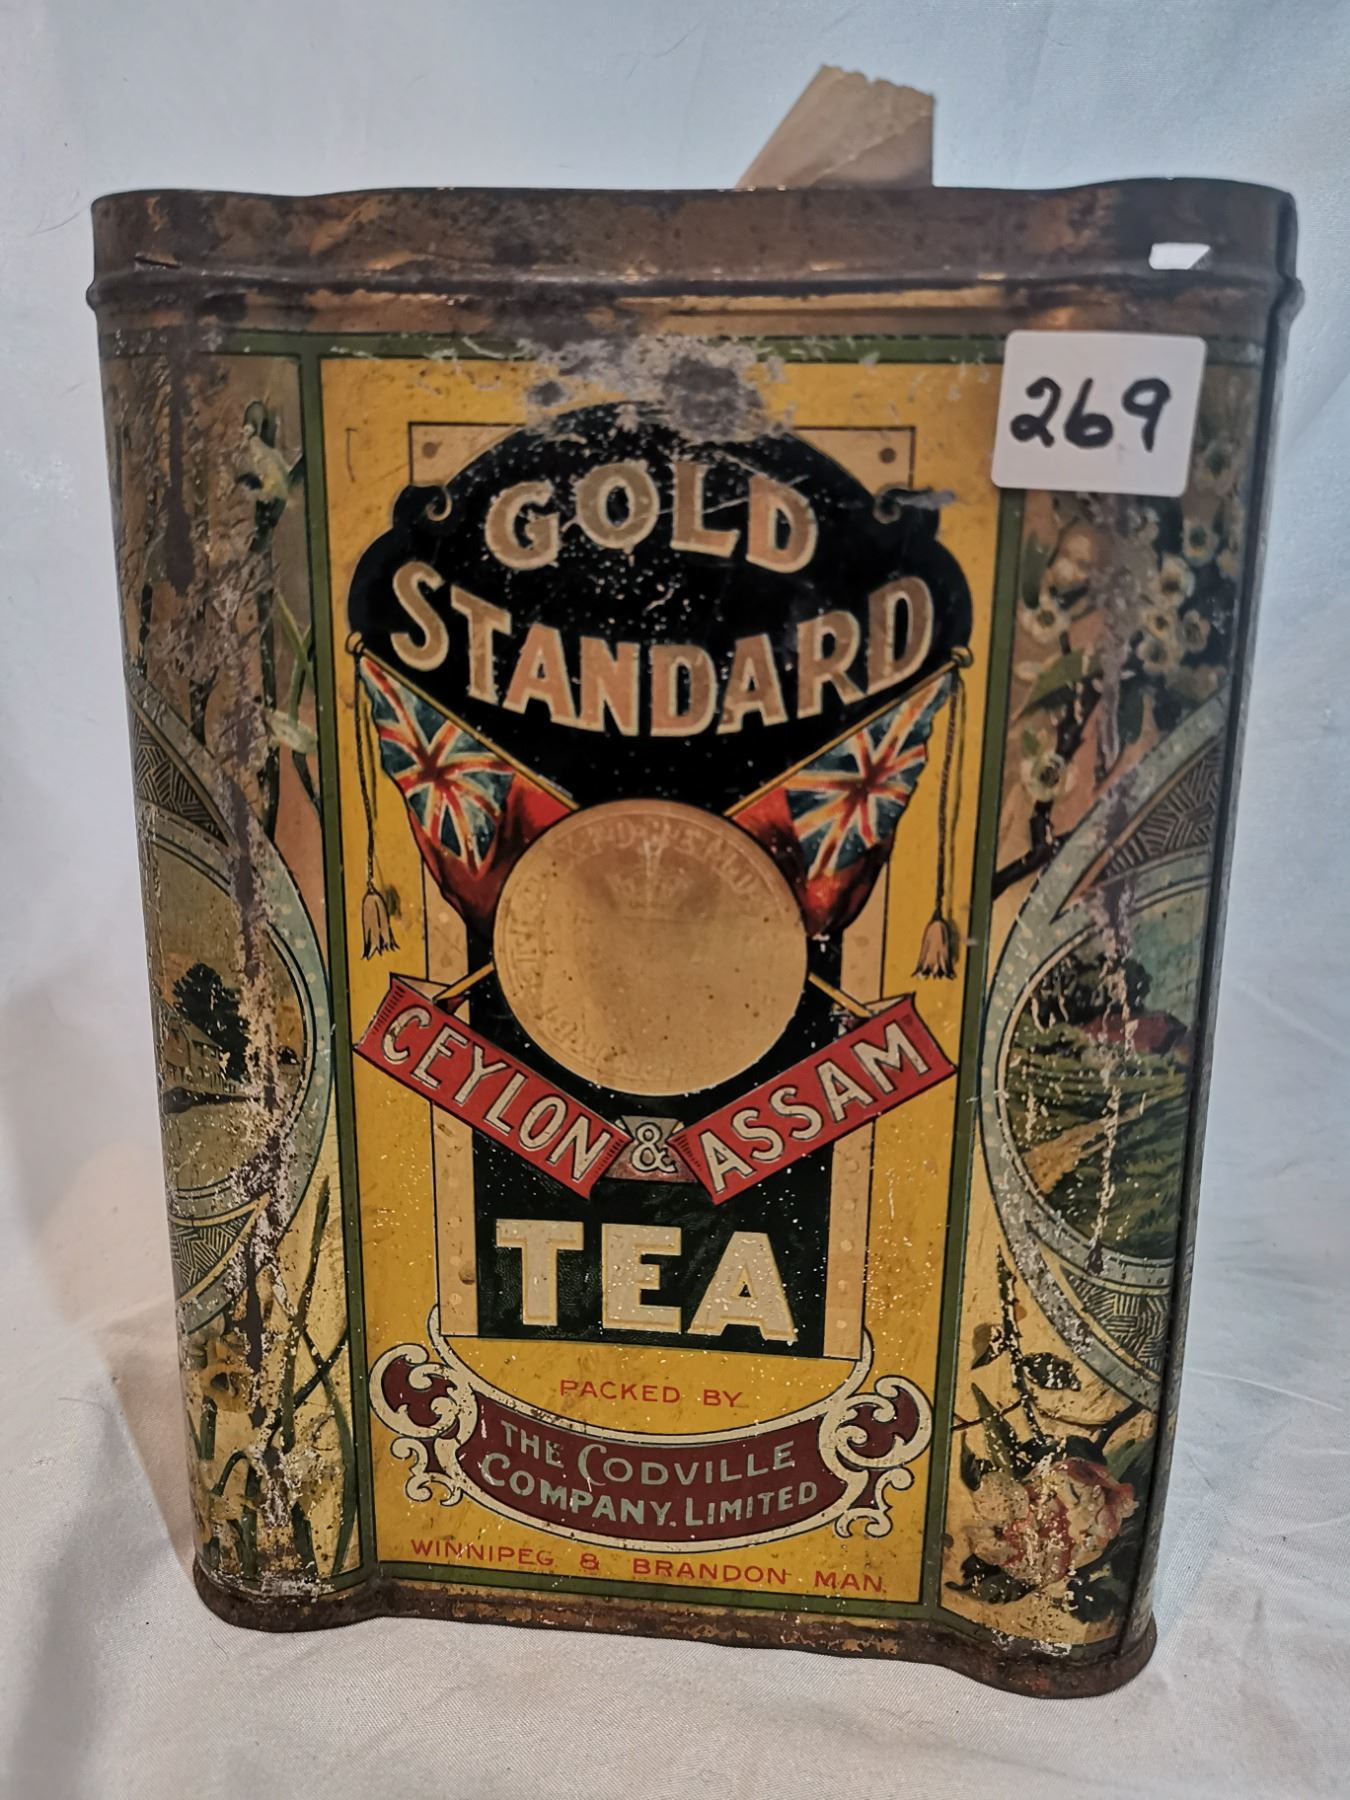 269
GOLD
STANDARD
CEYLON & ASSAM
TEA
PACKED BY
THE CODVILLE
COMPANY. LIMITED
WINNIPEG & BRANDON MAN.